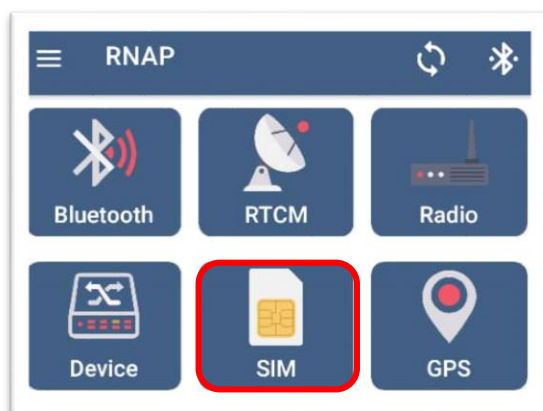 RNAP
Bluetooth
RTCM
Radio
Device
SIM
GPS